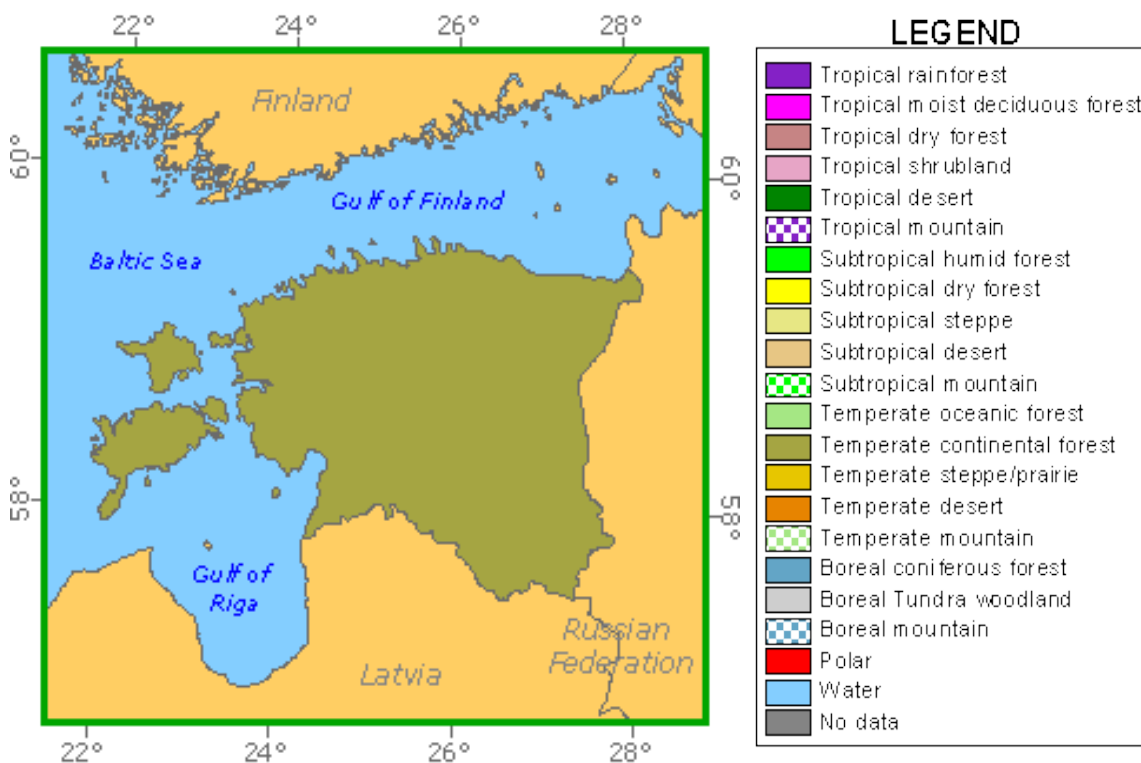 22°
24°
26°
28°
Finland
60°
60°
Gulf of Finland
Baltic Sea
58°
58°
Gulf of
Riga
Russian
Federation
Latvia
22°
24°
26°
28°
LEGEND
Tropical rainforest
Tropical moist deciduous forest
Tropical dry forest
Tropical shrubland
Tropical desert
Tropical mountain
Subtropical humid forest
Subtropical dry forest
Subtropical steppe
Subtropical desert
Subtropical mountain
Temperate oceanic forest
Temperate continental forest
Temperate steppe/prairie
Temperate desert
Temperate mountain
Boreal coniferous forest
Boreal Tundra woodland
Boreal mountain
Polar
Water
No data